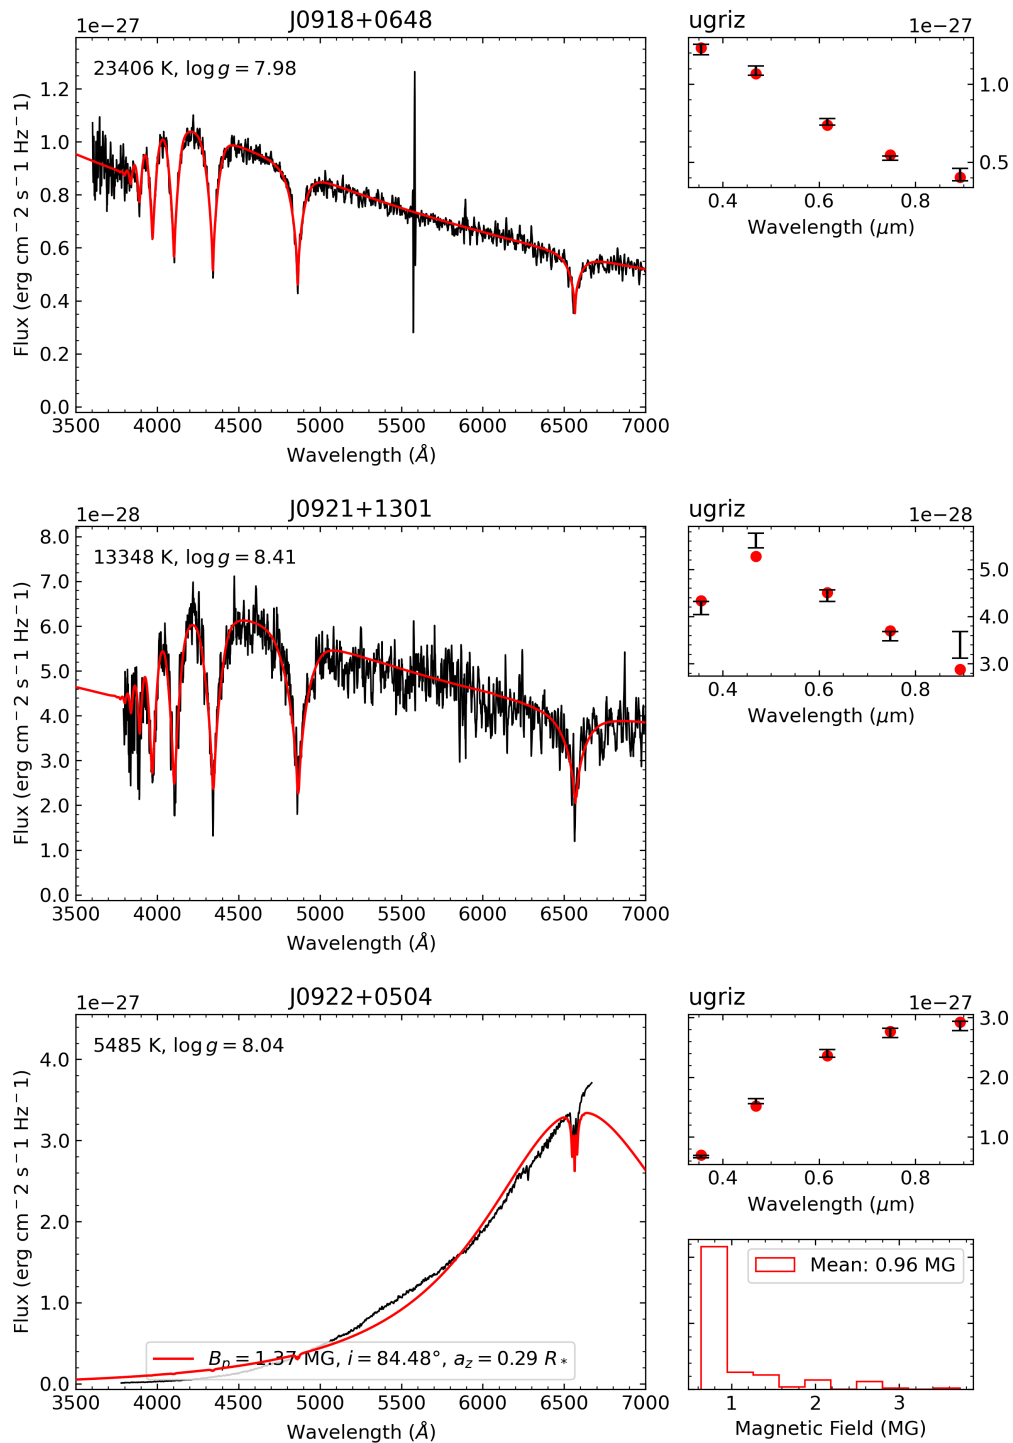 J0918+0648
1e−27
23406 K, log g = 7.98
1.2
1.0
0.8
0.6
0.4
0.2
0.0
Flux (erg cm−2 s−1 Hz−1)
3500 4000 4500 5000 5500 6000 6500 7000
Wavelength (Å)
ugriz 1e−27
1.0
0.5
0.4 0.6 0.8
Wavelength (μm)
J0921+1301
1e−28
13348 K, log g = 8.41
8.0
7.0
6.0
5.0
4.0
3.0
2.0
1.0
0.0
Flux (erg cm−2 s−1 Hz−1)
3500 4000 4500 5000 5500 6000 6500 7000
Wavelength (Å)
ugriz 1e−28
5.0
4.0
3.0
0.4 0.6 0.8
Wavelength (μm)
J0922+0504
1e−27
5485 K, log g = 8.04
4.0
3.0
2.0
1.0
0.0
Flux (erg cm−2 s−1 Hz−1)
Bp = 1.37 MG, i = 84.48°, az = 0.29 R*
3500 4000 4500 5000 5500 6000 6500 7000
Wavelength (Å)
ugriz 1e−27
3.0
2.0
1.0
0.4 0.6 0.8
Wavelength (μm)
Mean: 0.96 MG
1 2 3
Magnetic Field (MG)